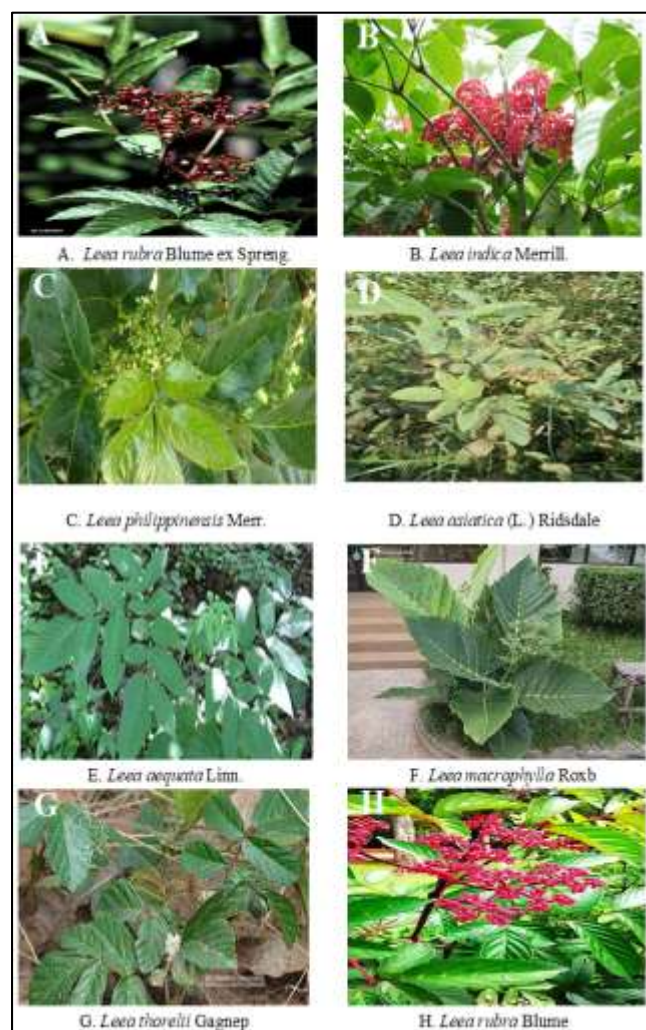 A
B
A. Leea rubra Blume ex Spreng.
B. Leea indica Merrill.
C
D
C. Leea philippinensis Merr.
D. Leea asiatica (L.) Ridsdale
F
E. Leea aequata Linn.
F. Leea macrophylla Roxb
G
H
G. Leea thorelii Gagnep
H. Leea rubra Blume